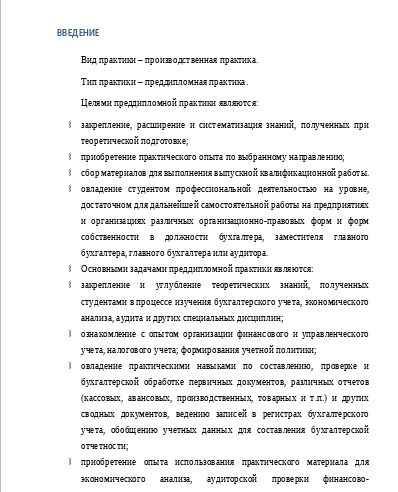 ВВЕДЕНИЕ
Вид практики – производственная практика.
Тип практики – преддипломная практика.
Целями преддипломной практики являются:
закрепление, расширение и систематизация знаний, полученных при
теоретической подготовке;
приобретение практического опыта по выбранному направлению;
сбор материалов для выполнения выпускной квалификационной работы.
овладение студентом профессиональной деятельностью на уровне,
достаточном для дальнейшей самостоятельной работы на предприятиях
и организациях различных организационно-правовых форм и форм
собственности в должности бухгалтера, заместителя главного
бухгалтера, главного бухгалтера или аудитора.
Основными задачами преддипломной практики являются:
закрепление и углубление теоретических знаний, полученных
студентами в процессе изучения бухгалтерского учета, экономического
анализа, аудита и других специальных дисциплин;
ознакомление с опытом организации финансового и управленческого
учета, налогового учета; формирования учетной политики;
овладение практическими навыками по составлению, проверке и
бухгалтерской обработке первичных документов, различных отчетов
(кассовых, авансовых, производственных, товарных и т.п.) и других
сводных документов, ведению записей в регистрах бухгалтерского
учета, обобщению учетных данных для составления бухгалтерской
отчетности;
приобретение опыта использования практического материала для
экономического анализа, аудиторской проверки финансово-